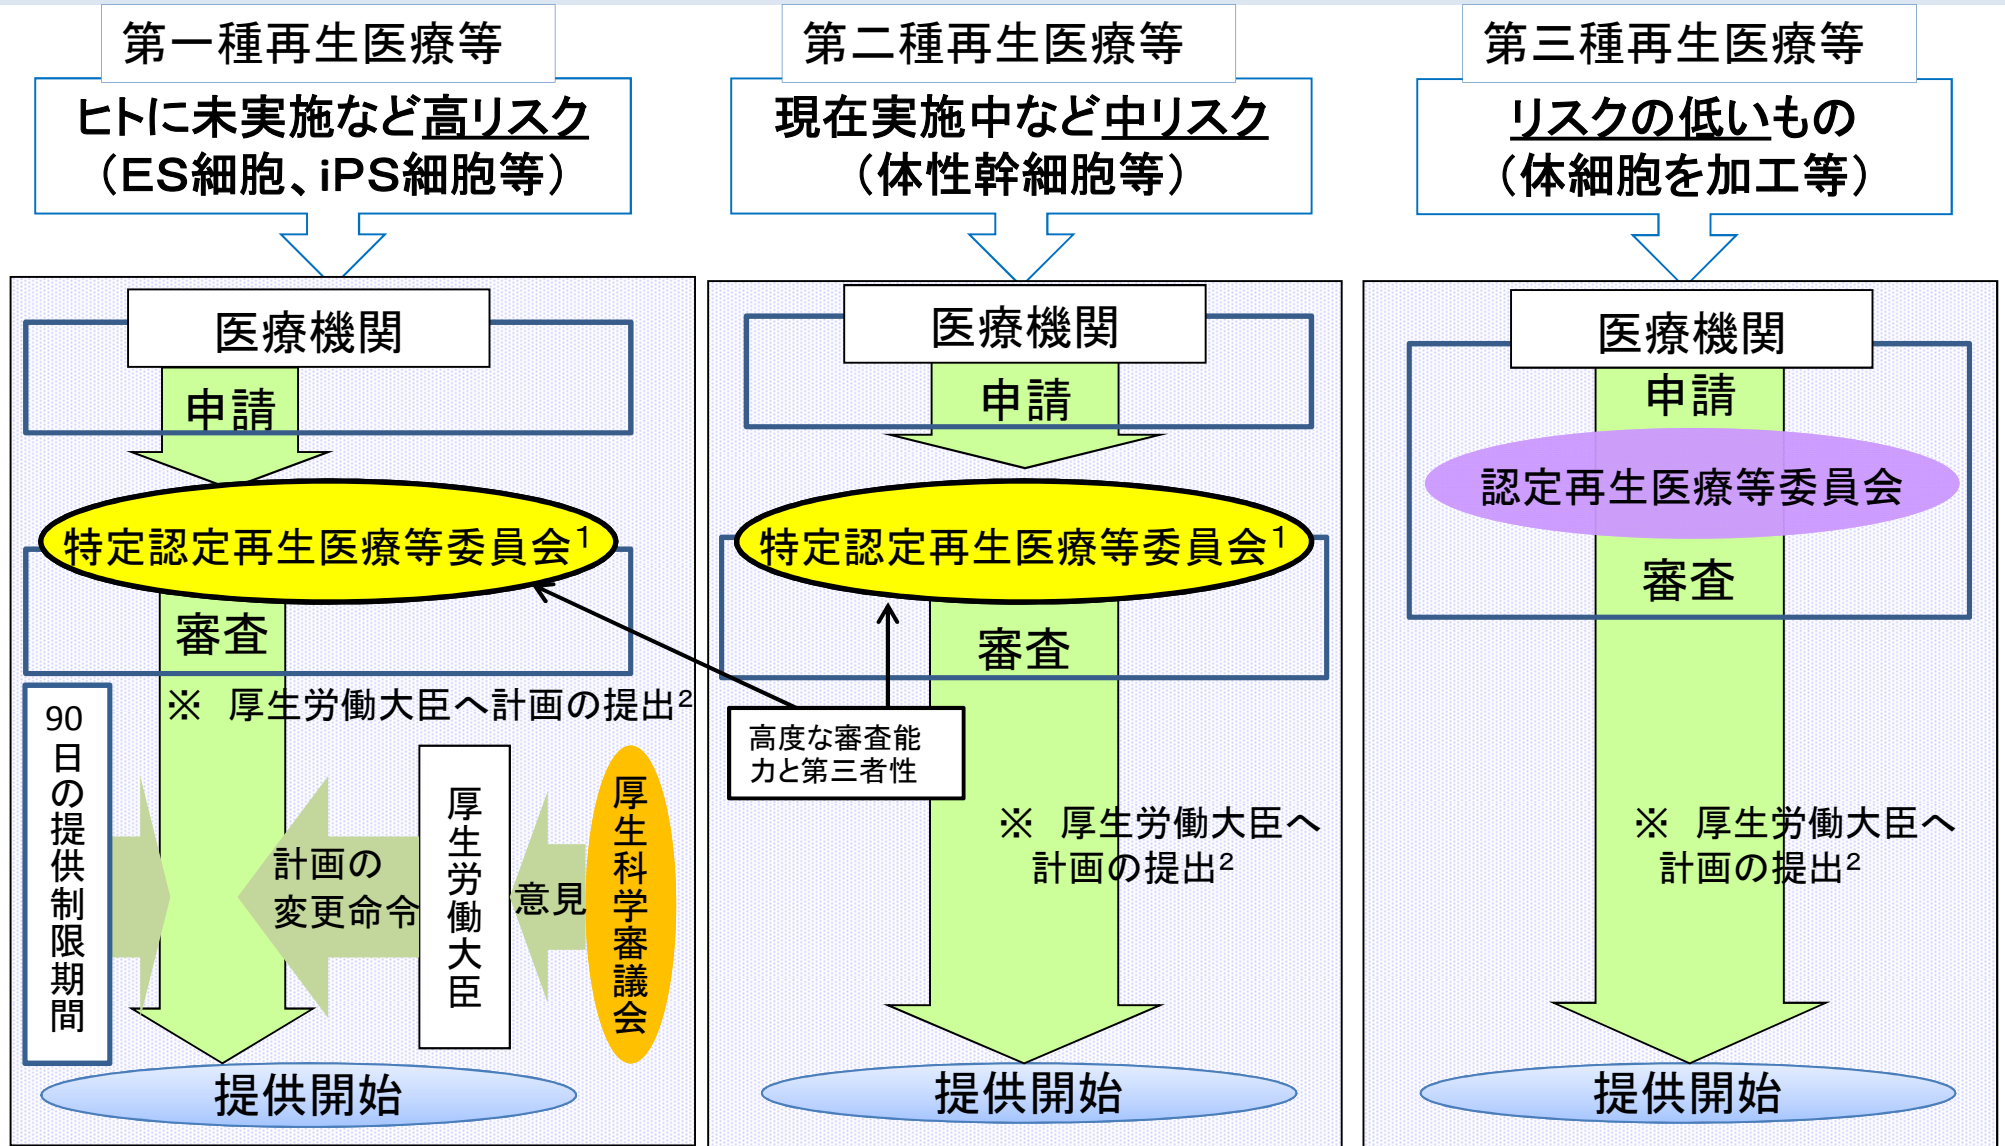 第一種再生医療等
ヒトに未実施など高リスク
（ES細胞、iPS細胞等）
医療機関
申請
特定認定再生医療等委員会1
審査
※　厚生労働大臣へ計画の提出2
90日の提供制限期間
計画の
変更命令
厚生労働大臣
意見
厚生科学審議会
提供開始
第二種再生医療等
現在実施中など中リスク
（体性幹細胞等）
医療機関
申請
特定認定再生医療等委員会1
審査
高度な審査能
力と第三者性
※　厚生労働大臣へ
計画の提出2
提供開始
第三種再生医療等
リスクの低いもの
（体細胞を加工等）
医療機関
申請
認定再生医療等委員会
審査
※　厚生労働大臣へ
計画の提出2
提供開始